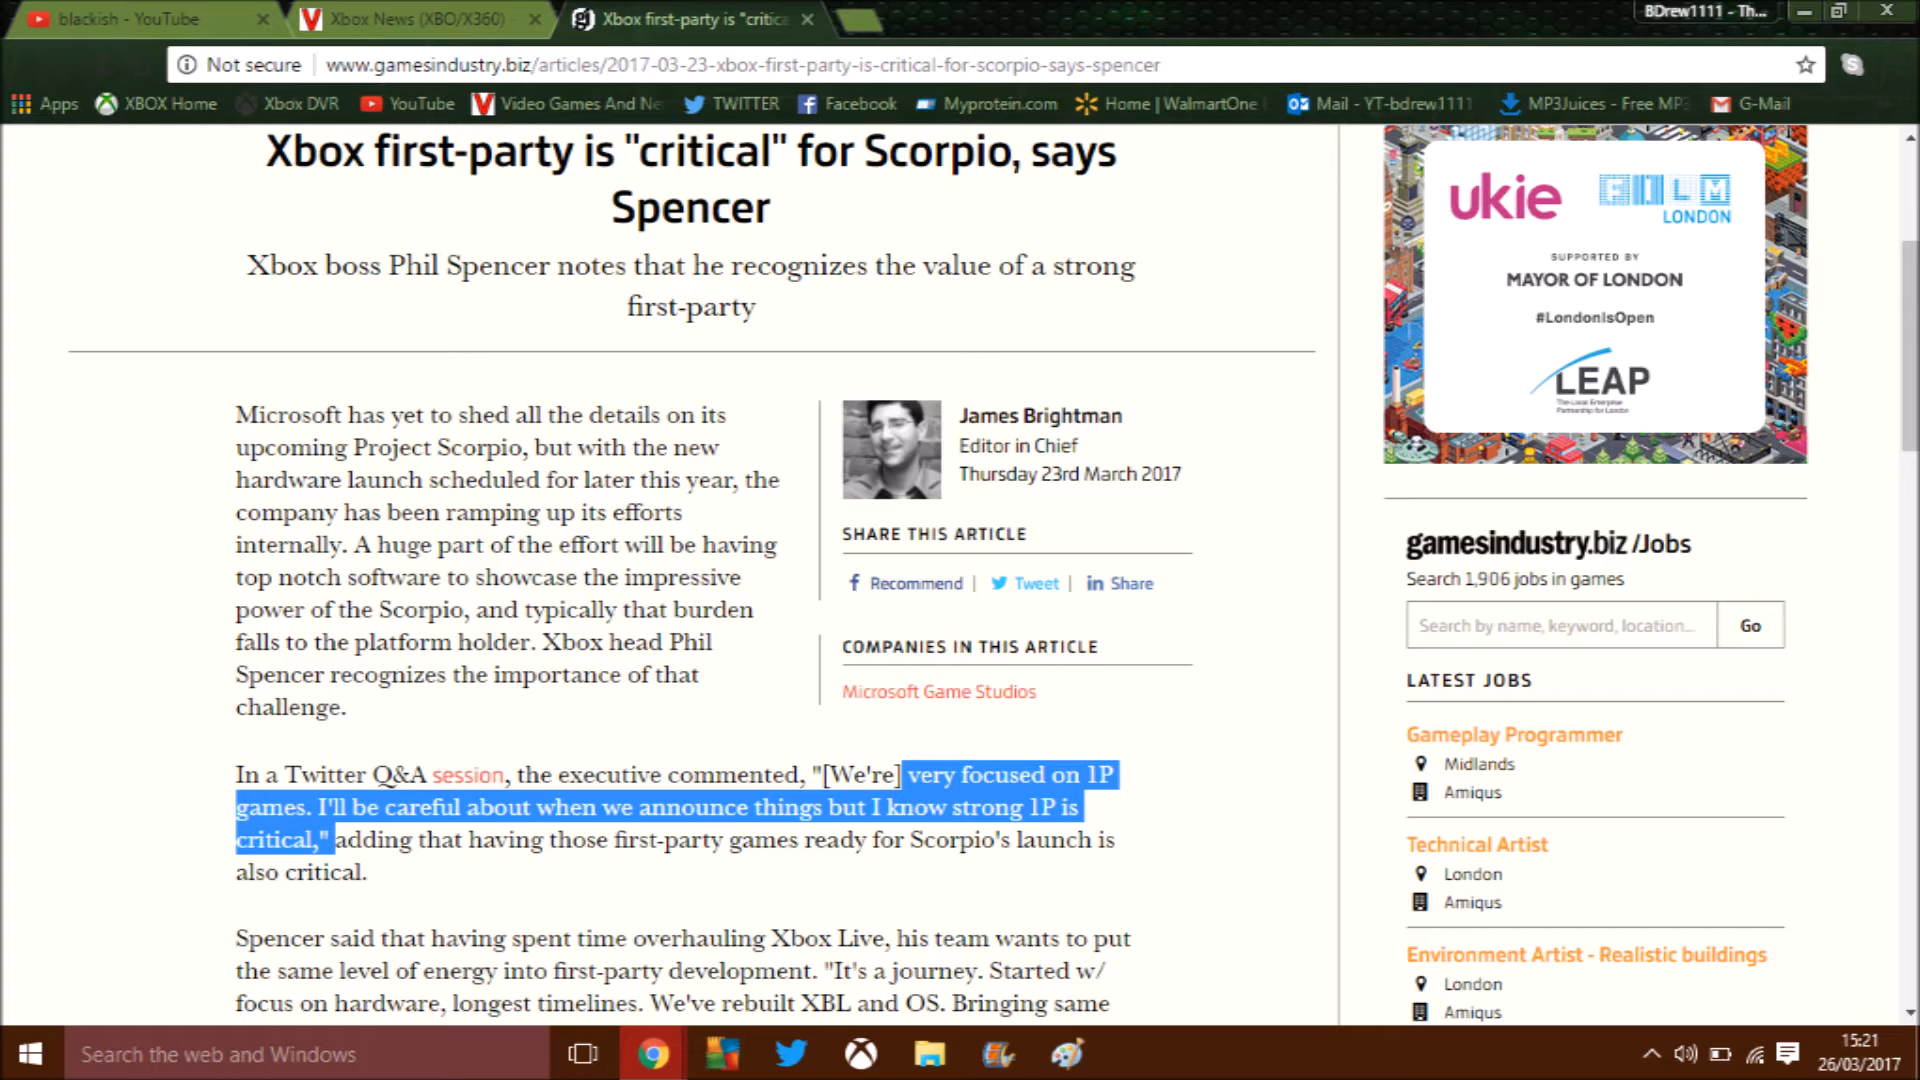 blackish - YouTube
Xbox News (XBO/X360)
Xbox first-party is "critica
BDrew1111 - Th...
Not secure
www.gamesindustry.biz/articles/2017-03-23-xbox-first-party-is-critical-for-scorpio-says-spencer
Apps
XBOX Home
Xbox DVR
YouTube
Video Games And Ne
TWITTER
Facebook
Myprotein.com
Home | WalmartOne
Mail - YT-bdrew1111
MP3Juices - Free MP3
G-Mail
Xbox first-party is "critical" for Scorpio, says
Spencer
Xbox boss Phil Spencer notes that he recognizes the value of a strong
first-party
Microsoft has yet to shed all the details on its
upcoming Project Scorpio, but with the new
hardware launch scheduled for later this year, the
company has been ramping up its efforts
internally. A huge part of the effort will be having
top notch software to showcase the impressive
power of the Scorpio, and typically that burden
falls to the platform holder. Xbox head Phil
Spencer recognizes the importance of that
challenge.
James Brightman
Editor in Chief
Thursday 23rd March 2017
SHARE THIS ARTICLE
Recommend | Tweet | in Share
COMPANIES IN THIS ARTICLE
Microsoft Game Studios
In a Twitter Q&A session, the executive commented, "[We're] very focused on 1P
games. I'll be careful about when we announce things but I know strong 1P is
critical," adding that having those first-party games ready for Scorpio's launch is
also critical.
Spencer said that having spent time overhauling Xbox Live, his team wants to put
the same level of energy into first-party development. "It's a journey. Started w/
focus on hardware, longest timelines. We've rebuilt XBL and OS. Bringing same
ukie
FILM
LONDON
SUPPORTED BY
MAYOR OF LONDON
#LondonIsOpen
LEAP
The Local Enterprise
Partnership for London
gamesindustry.biz /Jobs
Search 1,906 jobs in games
Search by name, keyword, location...
Go
LATEST JOBS
Gameplay Programmer
Midlands
Amiqus
Technical Artist
London
Amiqus
Environment Artist - Realistic buildings
London
Amiqus
Search the web and Windows
15:21
26/03/2017